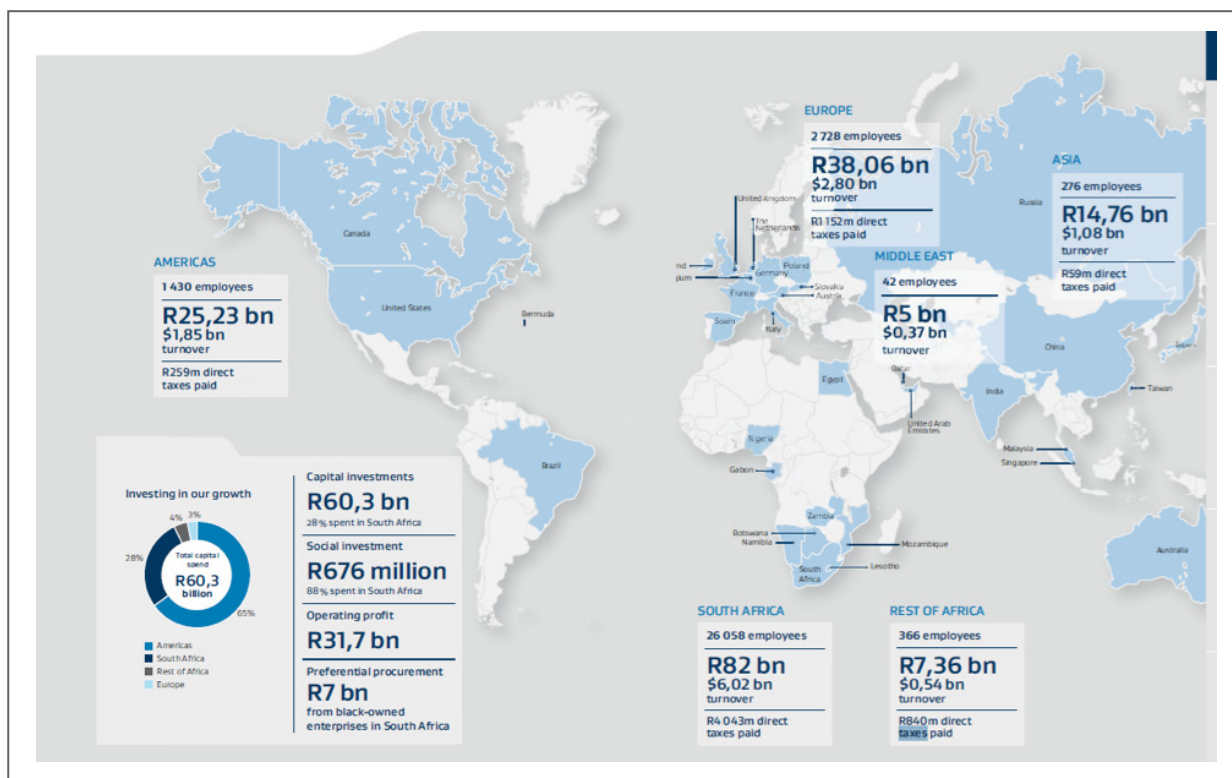 EUROPE
2 728 employees
R38,06 bn
$2,80 bn
turnover
R1 152m direct
taxes paid
ASIA
276 employees
R14,76 bn
$1,08 bn
turnover
R59m direct
taxes paid
MIDDLE EAST
42 employees
R5 bn
$0,37 bn
turnover
AMERICAS
1 430 employees
R25,23 bn
$1,85 bn
turnover
R259m direct
taxes paid
Canada
United States
Bermuda
Brazil
United Kingdom
The
Netherlands
nd
ium
Germany
Poland
Slovakia
Austria
France
Spain
Italy
Russia
China
India
Taiwan
Malaysia
Singapore
Australia
Qatar
United Arab
Emirates
Egypt
Nigeria
Gabon
Zambia
Botswana
Namibia
Mozambique
Lesotho
South
Africa
Investing in our growth
4%
3%
28%
65%
Total capital
spend
R60,3
billion
Americas
South Africa
Rest of Africa
Europe
Capital investments
R60,3 bn
28% spent in South Africa
Social investment
R676 million
88% spent in South Africa
Operating profit
R31,7 bn
Preferential procurement
R7 bn
from black-owned
enterprises in South Africa
SOUTH AFRICA
26 058 employees
R82 bn
$6,02 bn
turnover
R4 043m direct
taxes paid
REST OF AFRICA
366 employees
R7,36 bn
$0,54 bn
turnover
R840m direct
taxes paid